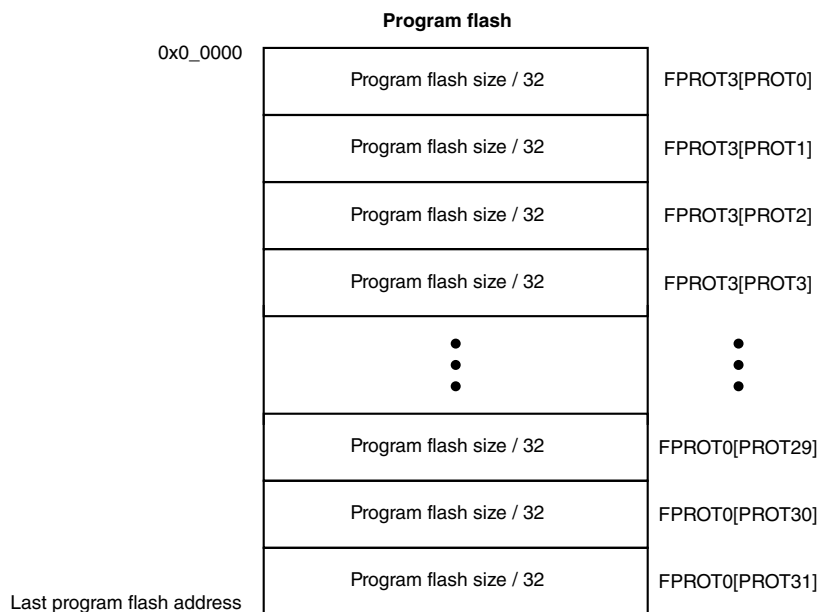 Program flash
0x0_0000
Program flash size / 32 FPROT3[PROT0]
Program flash size / 32 FPROT3[PROT1]
Program flash size / 32 FPROT3[PROT2]
Program flash size / 32 FPROT3[PROT3]
Program flash size / 32 FPROT0[PROT29]
Program flash size / 32 FPROT0[PROT30]
Program flash size / 32 FPROT0[PROT31]
Last program flash address